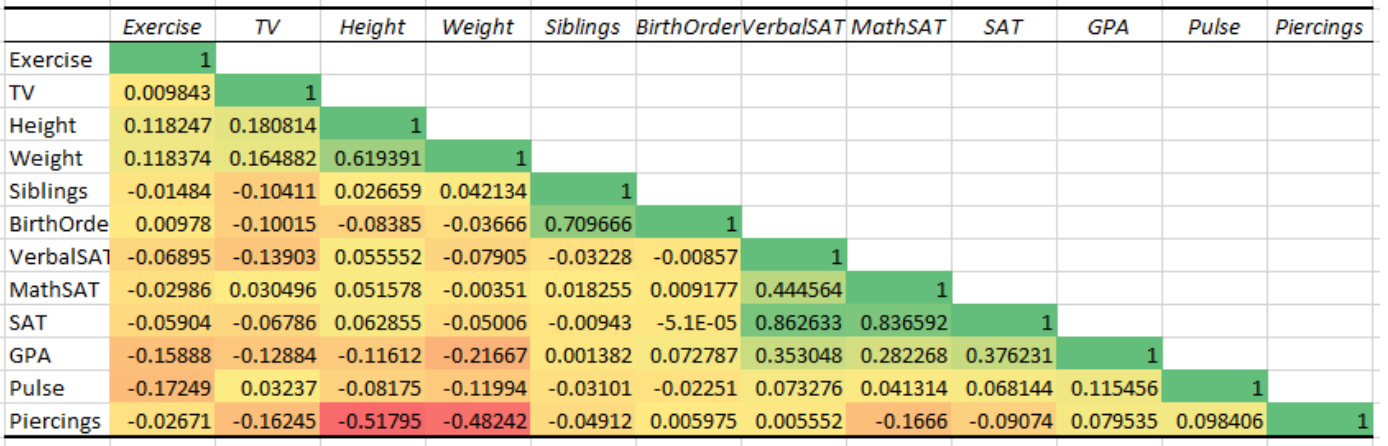 Exercise TV Height Weight Siblings BirthOrder VerbalSAT MathSAT SAT GPA Pulse Piercings
Exercise 1
TV 0.009843 1
Height 0.118247 0.180814 1
Weight 0.118374 0.164882 0.619391 1
Siblings -0.01484 -0.10411 0.026659 0.042134 1
BirthOrde 0.00978 -0.10015 -0.08385 -0.03666 0.709666 1
VerbalSAT -0.06895 -0.13903 0.055552 -0.07905 -0.03228 -0.00857 1
MathSAT -0.02986 0.030496 0.051578 -0.00351 0.018255 0.009177 0.444564 1
SAT -0.05904 -0.06786 0.062855 -0.05006 -0.00943 -5.1E-05 0.862633 0.836592 1
GPA -0.15888 -0.12884 -0.11612 -0.21667 0.001382 0.072787 0.353048 0.282268 0.376231 1
Pulse -0.17249 0.03237 -0.08175 -0.11994 -0.03101 -0.02251 0.073276 0.041314 0.068144 0.115456 1
Piercings -0.02671 -0.16245 -0.51795 -0.48242 -0.04912 0.005975 0.005552 -0.1666 -0.09074 0.079535 0.098406 1